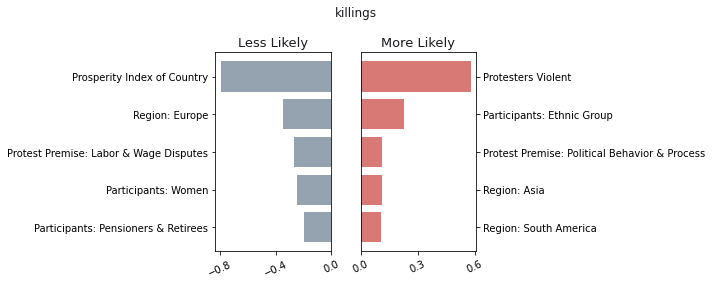 killings
Less Likely
More Likely
Prosperity Index of Country
Region: Europe
Protest Premise: Labor & Wage Disputes
Participants: Women
Participants: Pensioners & Retirees
Protesters Violent
Participants: Ethnic Group
Protest Premise: Political Behavior & Process
Region: Asia
Region: South America
−0.8 −0.4 0.0
0.0 0.3 0.6